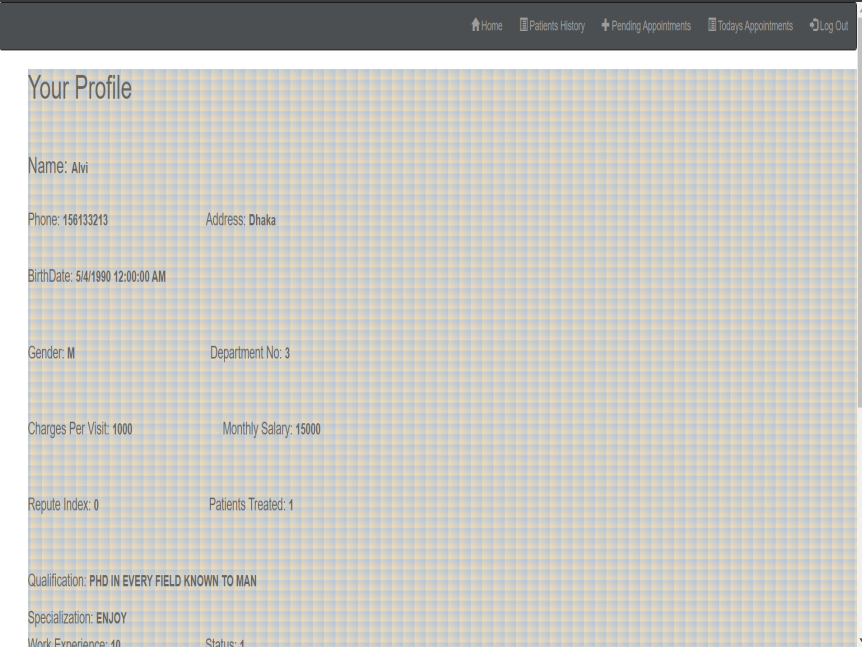 Home Patients History Pending Appointments Todays Appointments Log Out
Your Profile
Name: Alvi
Phone: 156133213 Address: Dhaka
BirthDate: 5/4/1990 12:00:00 AM
Gender: M Department No: 3
Charges Per Visit: 1000 Monthly Salary: 15000
Repute Index: 0 Patients Treated: 1
Qualification: PHD IN EVERY FIELD KNOWN TO MAN
Specialization: ENJOY
Work Experience: 10 Status: 1